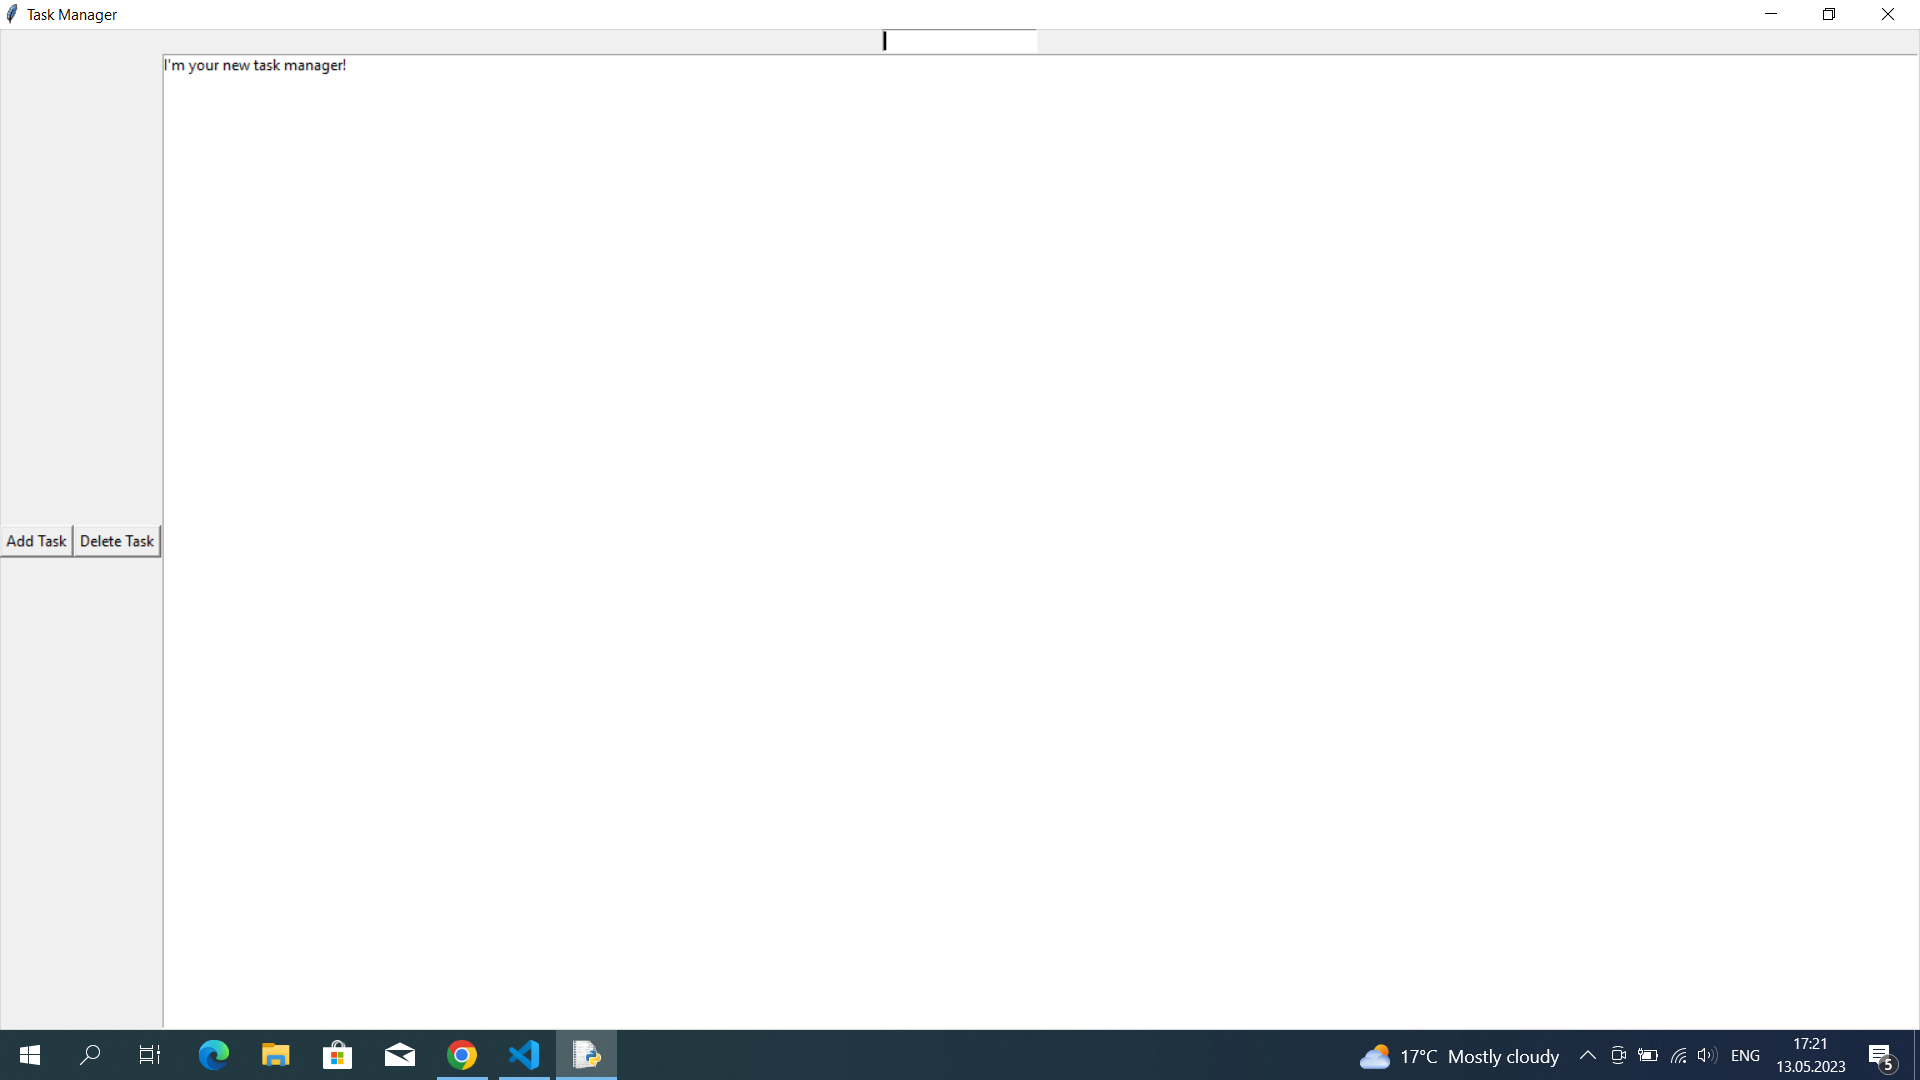 Task Manager
I'm your new task manager!
Add Task Delete Task
17°C Mostly cloudy
ENG
17:21
13.05.2023
5